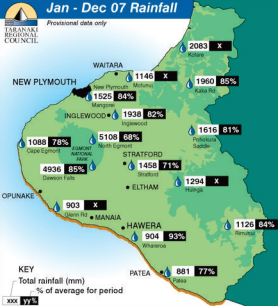 TARANAKI
REGIONAL
COUNCIL
Jan - Dec 07 Rainfall
Provisional data only
2083 X
Kotare
WAITARA
1146 X
Motunui
1960 85%
Kaka Rd
NEW PLYMOUTH
New Plymouth
1525 84%
Mangorei
INGLEWOOD
1938 82%
Inglewood
1616 81%
Pohokura
Saddle
1088 78%
Cape Egmont
5108 68%
North Egmont
EGMONT
NATIONAL
PARK
4936 85%
Dawson Falls
STRATFORD
1458 71%
Stratford
ELTHAM
1294 X
Huinga
OPUNAKE
903 X
Glenn Rd
MANAIA
HAWERA
904 93%
Whareroa
1126 84%
Rimunui
PATEA
881 77%
Patea
KEY
Total rainfall (mm)
% of average for period
xxx yy%